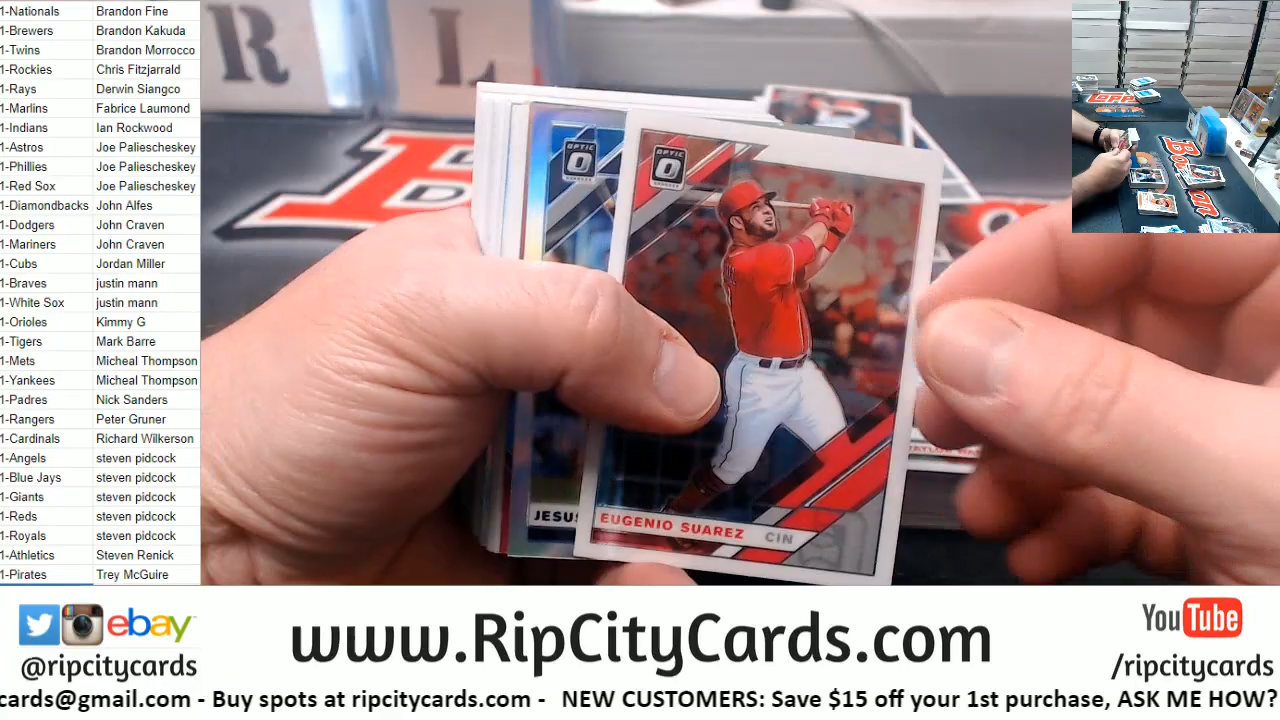 1-Nationals Brandon Fine
1-Brewers Brandon Kakuda
1-Twins Brandon Morrocco
1-Rockies Chris Fitzjarrald
1-Rays Derwin Siangco
1-Marlins Fabrice Laumond
1-Indians Ian Rockwood
1-Astros Joe Paliescheskey
1-Phillies Joe Paliescheskey
1-Red Sox Joe Paliescheskey
1-Diamondbacks John Alfes
1-Dodgers John Craven
1-Mariners John Craven
1-Cubs Jordan Miller
1-Braves justin mann
1-White Sox justin mann
1-Orioles Kimmy G
1-Tigers Mark Barre
1-Mets Micheal Thompson
1-Yankees Micheal Thompson
1-Padres Nick Sanders
1-Rangers Peter Gruner
1-Cardinals Richard Wilkerson
1-Angels steven pidcock
1-Blue Jays steven pidcock
1-Giants steven pidcock
1-Reds steven pidcock
1-Royals steven pidcock
1-Athletics Steven Renick
1-Pirates Trey McGuire
R L
OPTIC
OPTIC
JESUS
EUGENIO SUAREZ CIN
Topps
Bowman
ebay
@ripcitycards
www.RipCityCards.com
YouTube
/ripcitycards
cards@gmail.com - Buy spots at ripcitycards.com - NEW CUSTOMERS: Save $15 off your 1st purchase, ASK ME HOW?